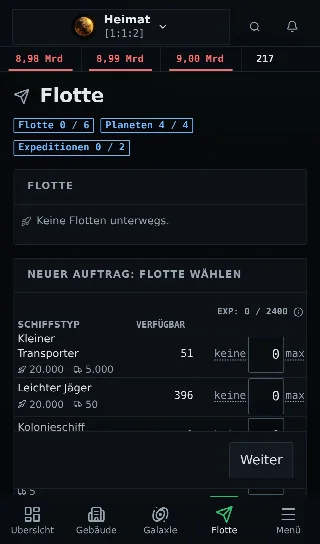 Heimat
[1:1:2]
8,98 Mrd 8,99 Mrd 9,00 Mrd 217
Flotte
Flotte 0 / 6 Planeten 4 / 4
Expeditionen 0 / 2
FLOTTE
Keine Flotten unterwegs.
NEUER AUFTRAG: FLOTTE WÄHLEN
EXP: 0 / 2400
SCHIFFSTYP VERFÜGBAR
Kleiner
Transporter 51 keine 0 max
20.000 5.000
Leichter Jäger 396 keine 0 max
20.000 50
Kolonieschiff
Weiter
5
Übersicht Gebäude Galaxie Flotte Menü